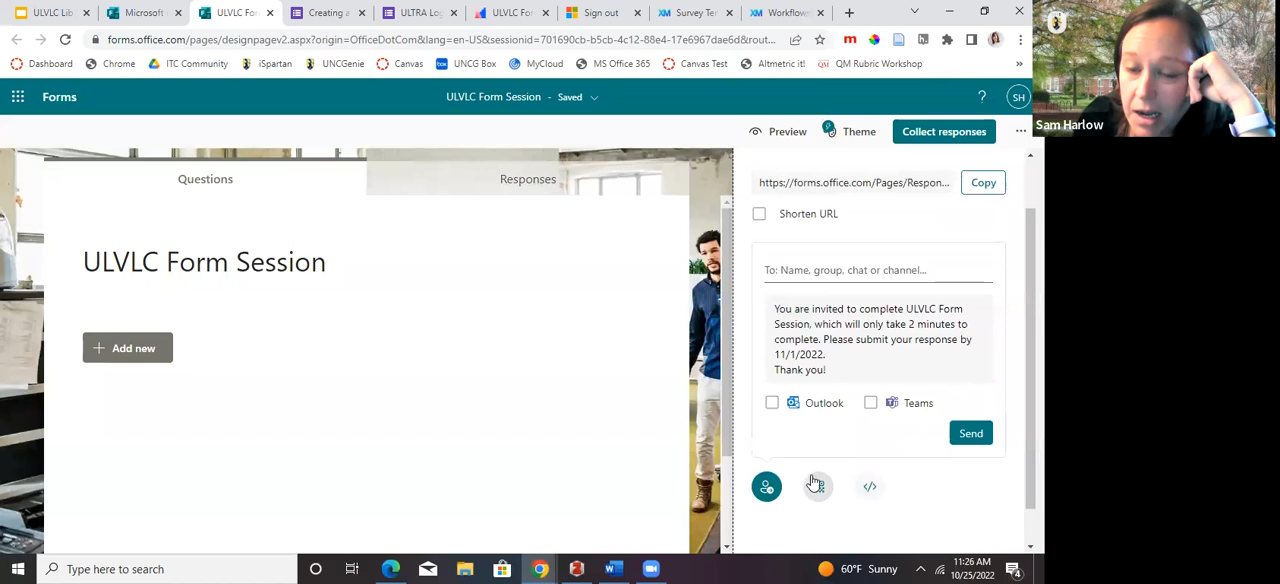 ULVLC Lib
Microsoft
ULVLC For
Creating a
ULTRA Log
ULVLC Fo
Sign out
Survey Te
Workflow
forms.office.com/pages/designpagev2.aspx?origin=OfficeDotCom&lang=en-US&sessionid=701690cb-b5cb-4c12-88e4-17e6967dae6d&rout...
Dashboard
Chrome
ITC Community
iSpartan
UNCGenie
Canvas
UNCG Box
MyCloud
MS Office 365
Canvas Test
Altmetric it!
QM Rubric Workshop
Sam Harlow
Forms
ULVLC Form Session - Saved
?
SH
Preview
Theme
Collect responses
Questions
Responses
https://forms.office.com/Pages/Respon...
Copy
Shorten URL
ULVLC Form Session
+ Add new
To: Name, group, chat or channel...
You are invited to complete ULVLC Form
Session, which will only take 2 minutes to
complete. Please submit your response by
11/1/2022.
Thank you!
Outlook
Teams
Send
</>
Type here to search
60°F Sunny
11:26 AM
10/25/2022
4